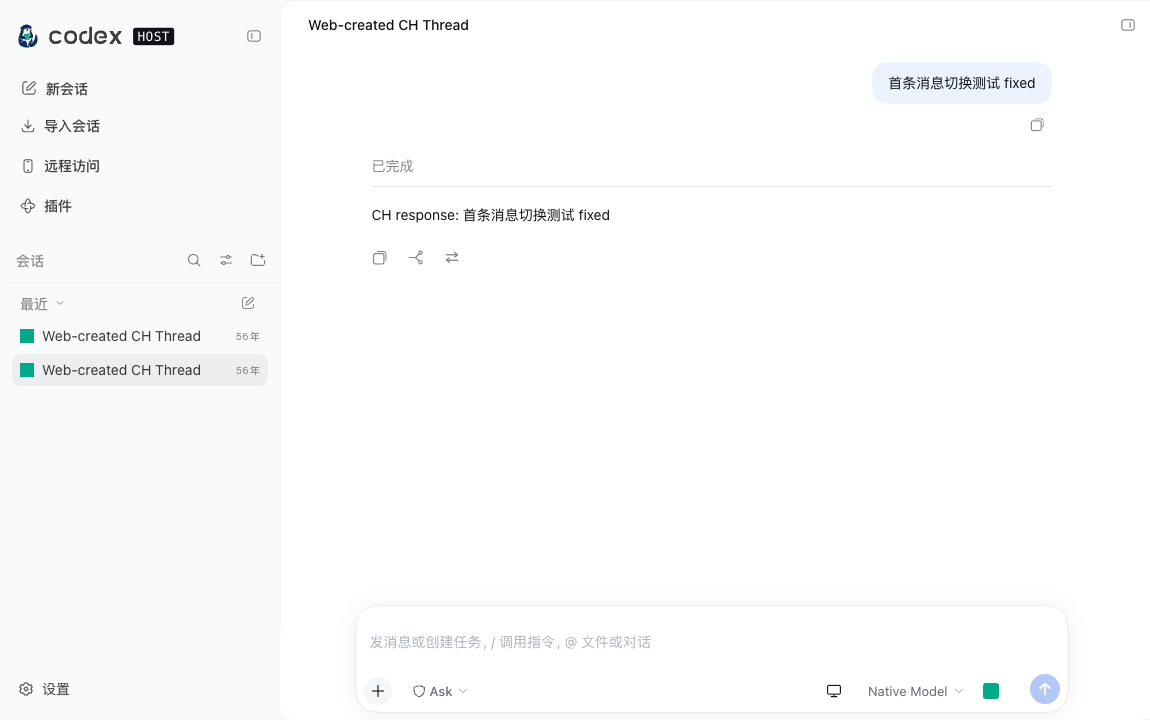 codex HOST
新会话
导入会话
远程访问
插件
会话
最近
Web-created CH Thread 56年
Web-created CH Thread 56年
设置
Web-created CH Thread
首条消息切换测试 fixed
已完成
CH response: 首条消息切换测试 fixed
发消息或创建任务, / 调用指令, @ 文件或对话
Ask
Native Model